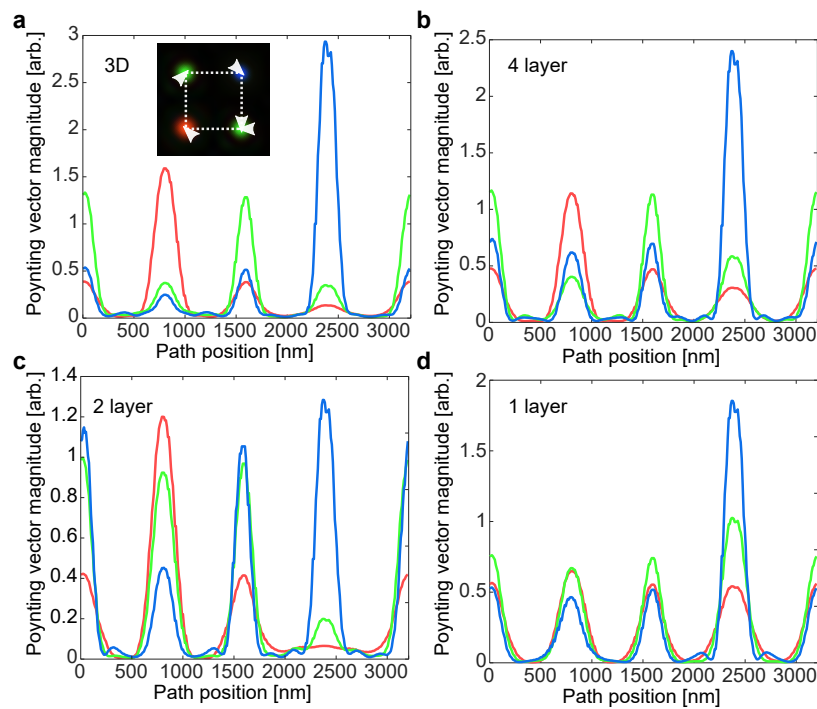 a
3D
Poynting vector magnitude [arb.]
3
2.5
2
1.5
1
0.5
0
0 500 1000 1500 2000 2500 3000
Path position [nm]
b
4 layer
Poynting vector magnitude [arb.]
2.5
2
1.5
1
0.5
0
0 500 1000 1500 2000 2500 3000
Path position [nm]
c
2 layer
Poynting vector magnitude [arb.]
1.4
1.2
1
0.8
0.6
0.4
0.2
0
0 500 1000 1500 2000 2500 3000
Path position [nm]
d
1 layer
Poynting vector magnitude [arb.]
2
1.5
1
0.5
0
0 500 1000 1500 2000 2500 3000
Path position [nm]